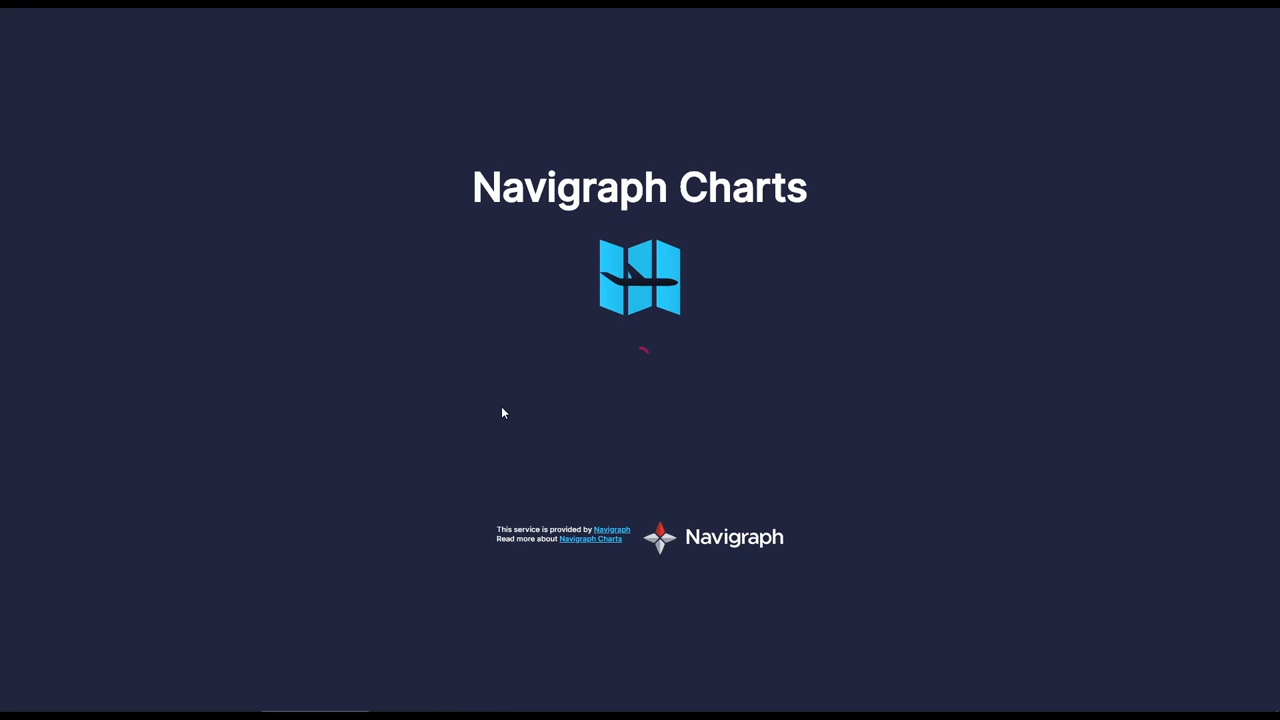 Navigraph Charts
This service is provided by Navigraph
Read more about Navigraph Charts
Navigraph